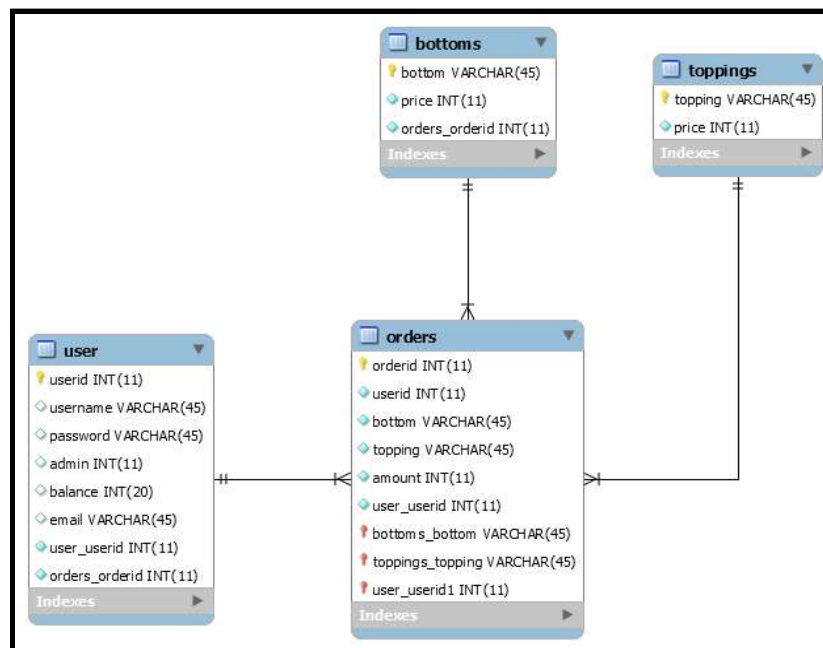 bottoms
bottom VARCHAR(45)
price INT(11)
orders_orderid INT(11)
Indexes
toppings
topping VARCHAR(45)
price INT(11)
Indexes
user
userid INT(11)
username VARCHAR(45)
password VARCHAR(45)
admin INT(11)
balance INT(20)
email VARCHAR(45)
user_userid INT(11)
orders_orderid INT(11)
Indexes
orders
orderid INT(11)
userid INT(11)
bottom VARCHAR(45)
topping VARCHAR(45)
amount INT(11)
user_userid INT(11)
bottoms_bottom VARCHAR(45)
toppings_topping VARCHAR(45)
user_userid1 INT(11)
Indexes